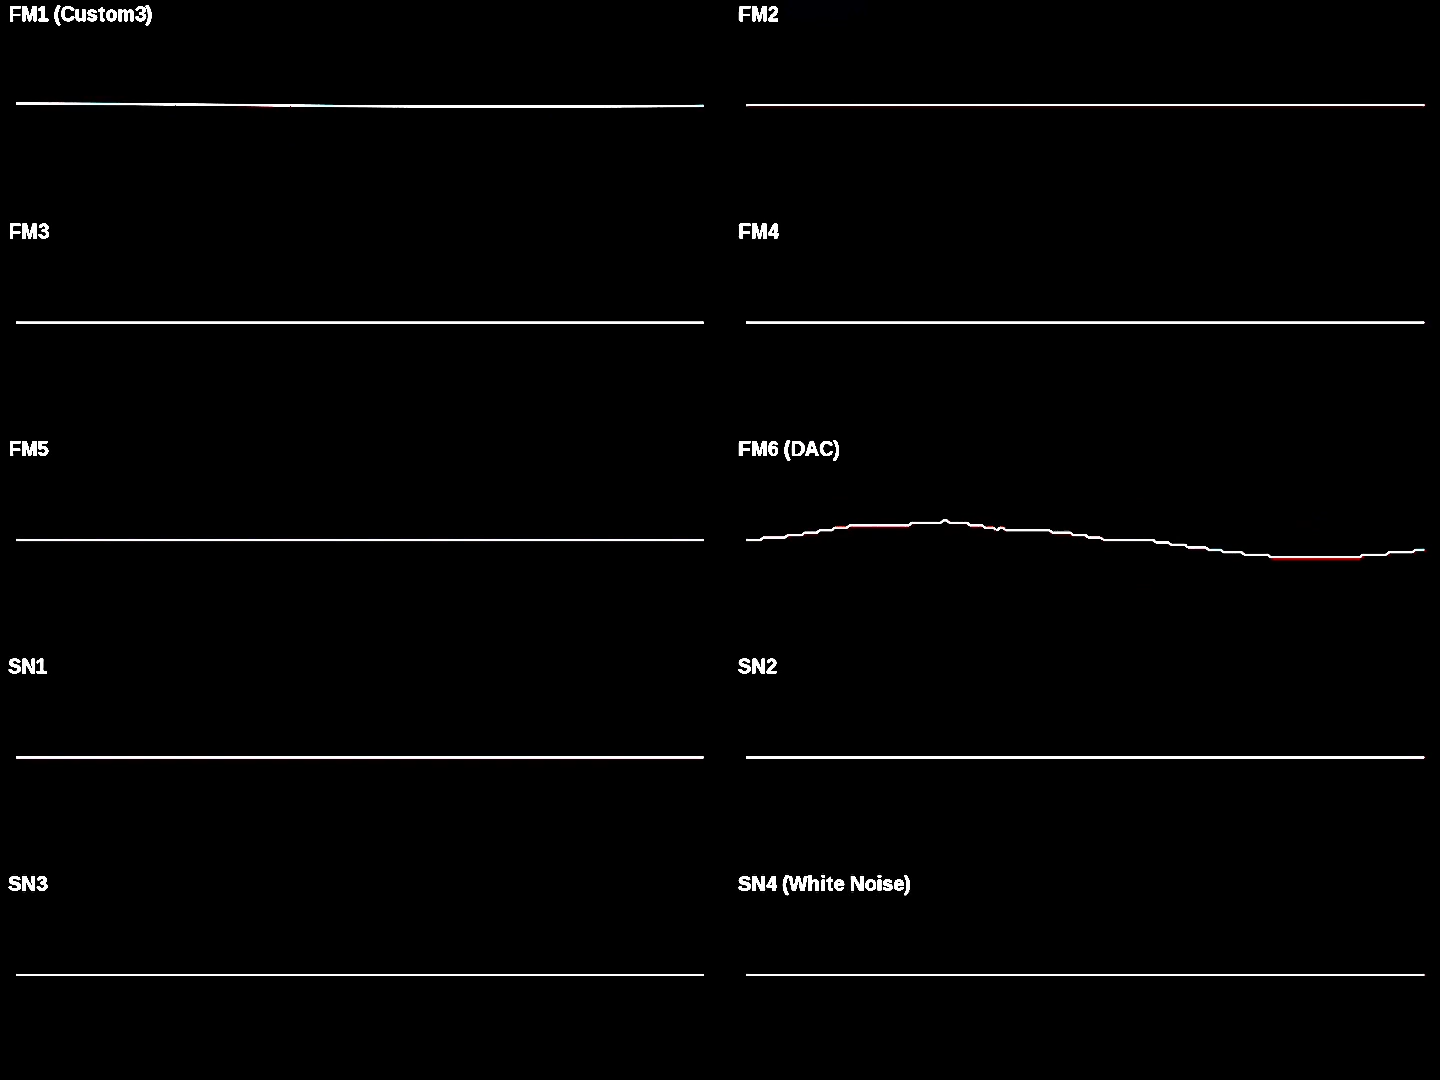 FM1 (Custom3)
FM2
FM3
FM4
FM5
FM6 (DAC)
SN1
SN2
SN3
SN4 (White Noise)